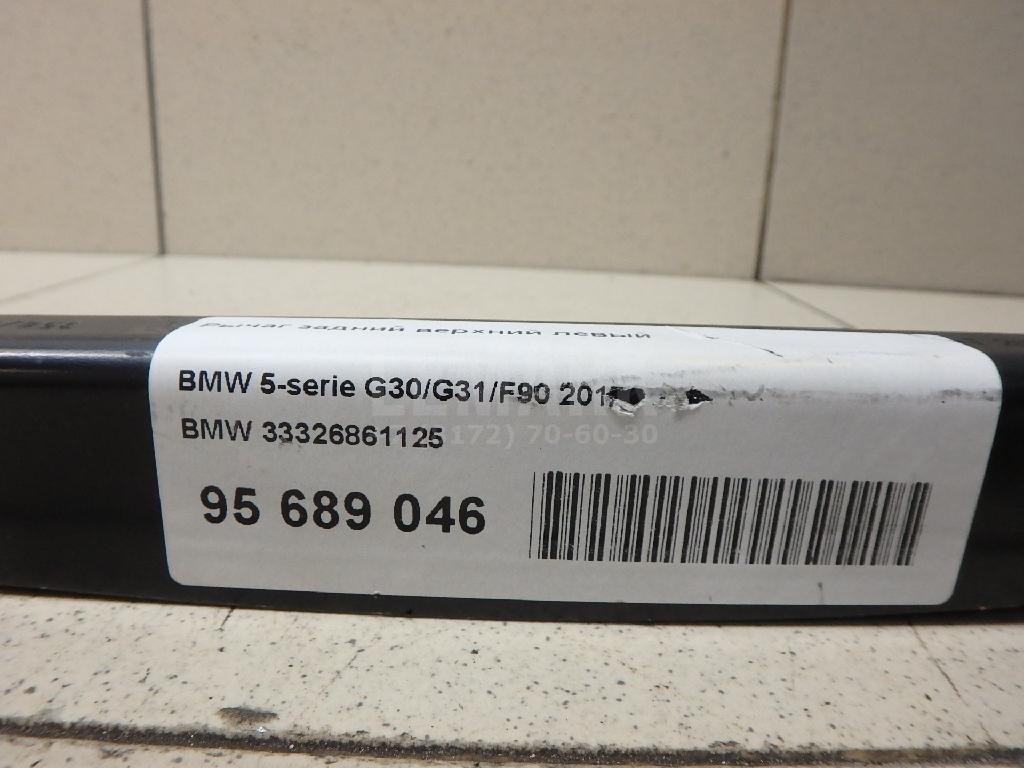 Рычаг задний верхний левый
BMW 5-serie G30/G31/F90 201
BMW 33326861125
172) 70-60-30
95 689 046